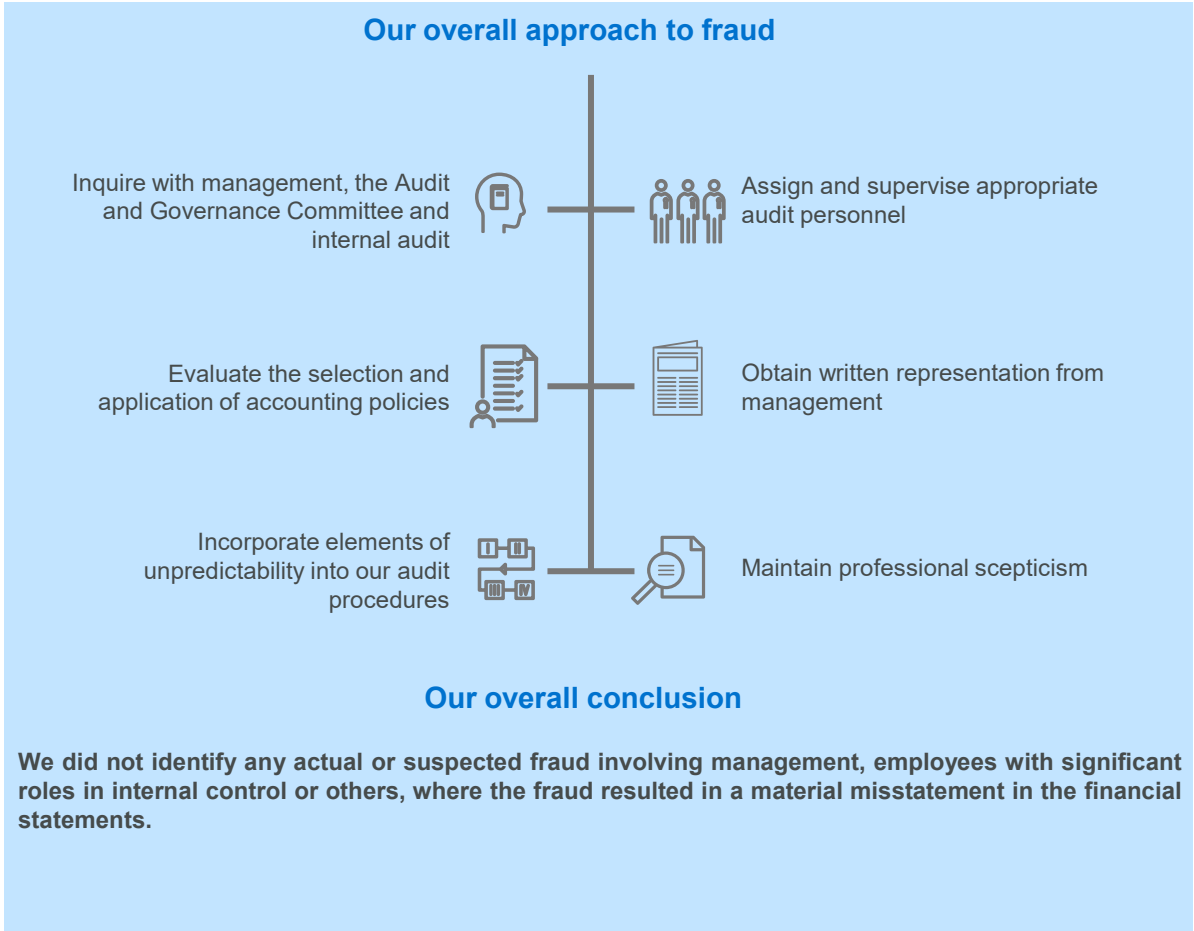 Our overall approach to fraud
Inquire with management, the Audit
and Governance Committee and
internal audit
Assign and supervise appropriate
audit personnel
Evaluate the selection and
application of accounting policies
Obtain written representation from
management
Incorporate elements of
unpredictability into our audit
procedures
I
II
III
IV
Maintain professional scepticism
Our overall conclusion
We did not identify any actual or suspected fraud involving management, employees with significant
roles in internal control or others, where the fraud resulted in a material misstatement in the financial
statements.